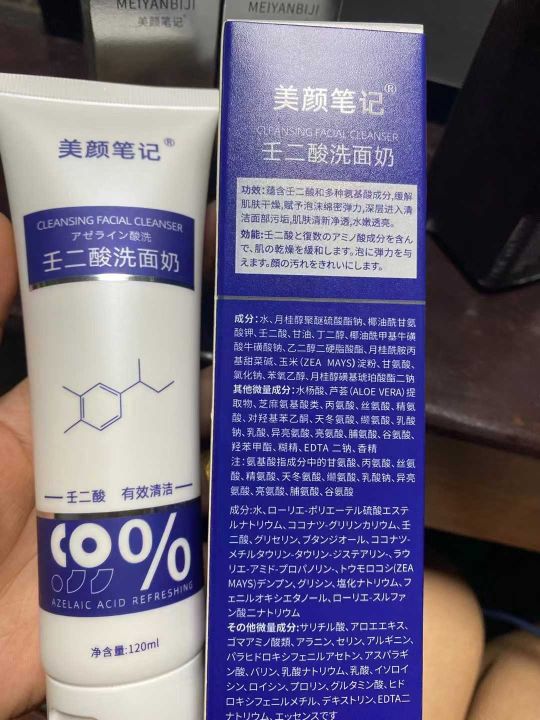 MEIYANBIJI
美颜笔记®
MEIYANBIJI
美颜笔记®
CLEANSING FACIAL CLEANSER
アゼライン酸洗
壬二酸洗面奶
壬二酸 有效清洁
%
AZELAIC ACID REFRESHING
净含量:120ml
美颜笔记®
CLEANSING FACIAL CLEANSER
壬二酸洗面奶
功效:蕴含壬二酸和多种氨基酸成分,缓解
肌肤干燥,赋予泡沫绵密弹力,深层进入清
洁面部污垢,肌肤清新净透,水嫩透亮。
効能:壬二酸と復数のアミノ酸成分を含ん
で、肌の乾燥を緩和します。泡に弾力を与
えます。顔の汚れをきれいにします。
成分:水、月桂醇聚醚硫酸酯钠、椰油酰甘氨
酸钾、壬二酸、甘油、丁二醇、椰油酰甲基牛磺
酸牛磺酸钠、乙二醇二硬脂酸酯、月桂酰胺丙
基甜菜碱、玉米(ZEA MAYS)淀粉、甘氨酸、
氯化钠、苯氧乙醇、月桂醇磺基琥珀酸酯二钠
其他微量成分:水杨酸、芦荟(ALOE VERA)提
取物、芝麻氨基酸类、丙氨酸、丝氨酸、精氨
酸、对羟基苯乙酮、天冬氨酸、缬氨酸、乳酸
钠、乳酸、异亮氨酸、亮氨酸、脯氨酸、谷氨酸、
羟苯甲酯、糊精、EDTA 二钠、香精
注:氨基酸指成分中的甘氨酸、丙氨酸、丝氨
酸、精氨酸、天冬氨酸、缬氨酸、乳酸钠、异亮
氨酸、亮氨酸、脯氨酸、谷氨酸
成分:水、ローリエ-ポリエーテル硫酸エステ
ルナトリウム、ココナツ-グリリンカリウム、壬
二酸、グリセリン、ブタンジオール、ココナツ-
メチルタウリン-タウリン-ジステアリン-、ラウ
リエ-アミド-プロパノリン-、トウモロコシ(ZEA
MAYS)デンプン、グリシン、塩化ナトリウム、フ
ェニルオキシエタノール、ローリエ-スルファ
ン酸二ナトリウム
その他微量成分:サリチル酸、アロエエキス、
ゴマアミノ酸類、アラニン、セリン、アルギニン、
パラヒドロキシフェニルアセトン、アスパラギ
ン酸、バリン、乳酸ナトリウム、乳酸、イソロイ
シン、ロイシン、プロリン、グルタミン酸、ヒド
ロキシフェニルメチル、デキストリン、EDTA二
ナトリウム、エッセンスです